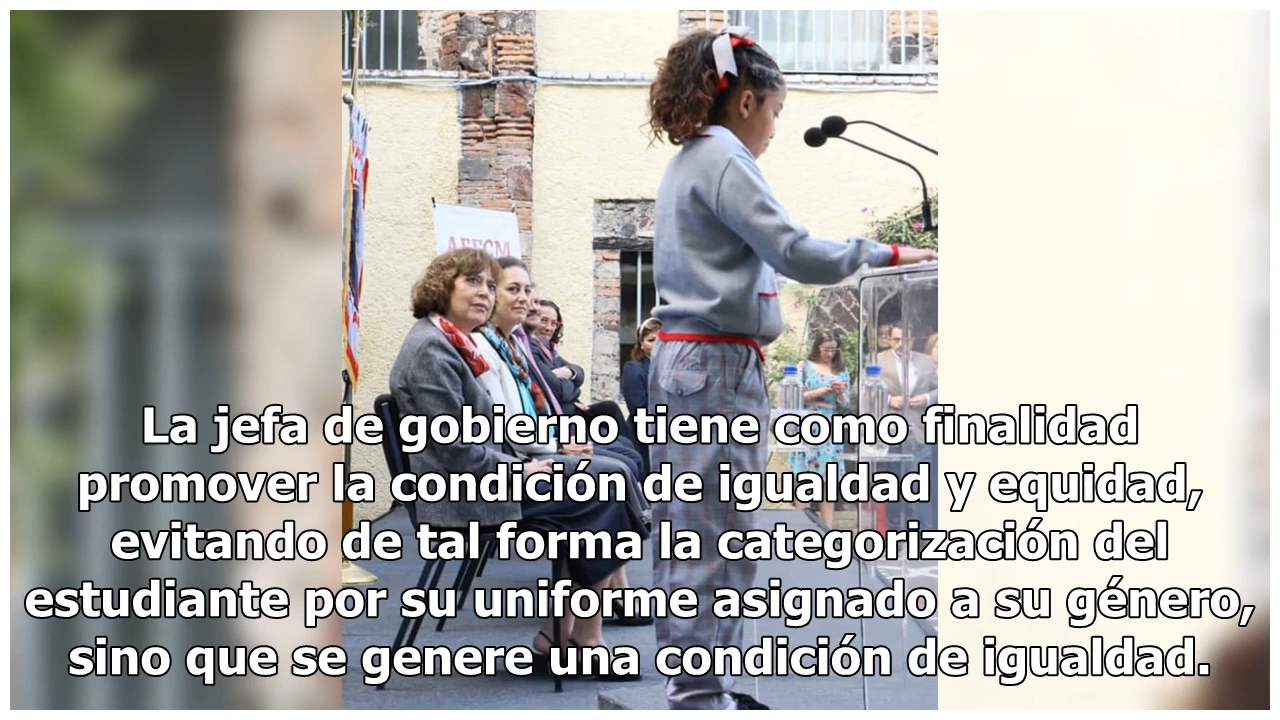 AEFCM
La jefa de gobierno tiene como finalidad
promover la condición de igualdad y equidad,
evitando de tal forma la categorización del
estudiante por su uniforme asignado a su género,
sino que se genere una condición de igualdad.